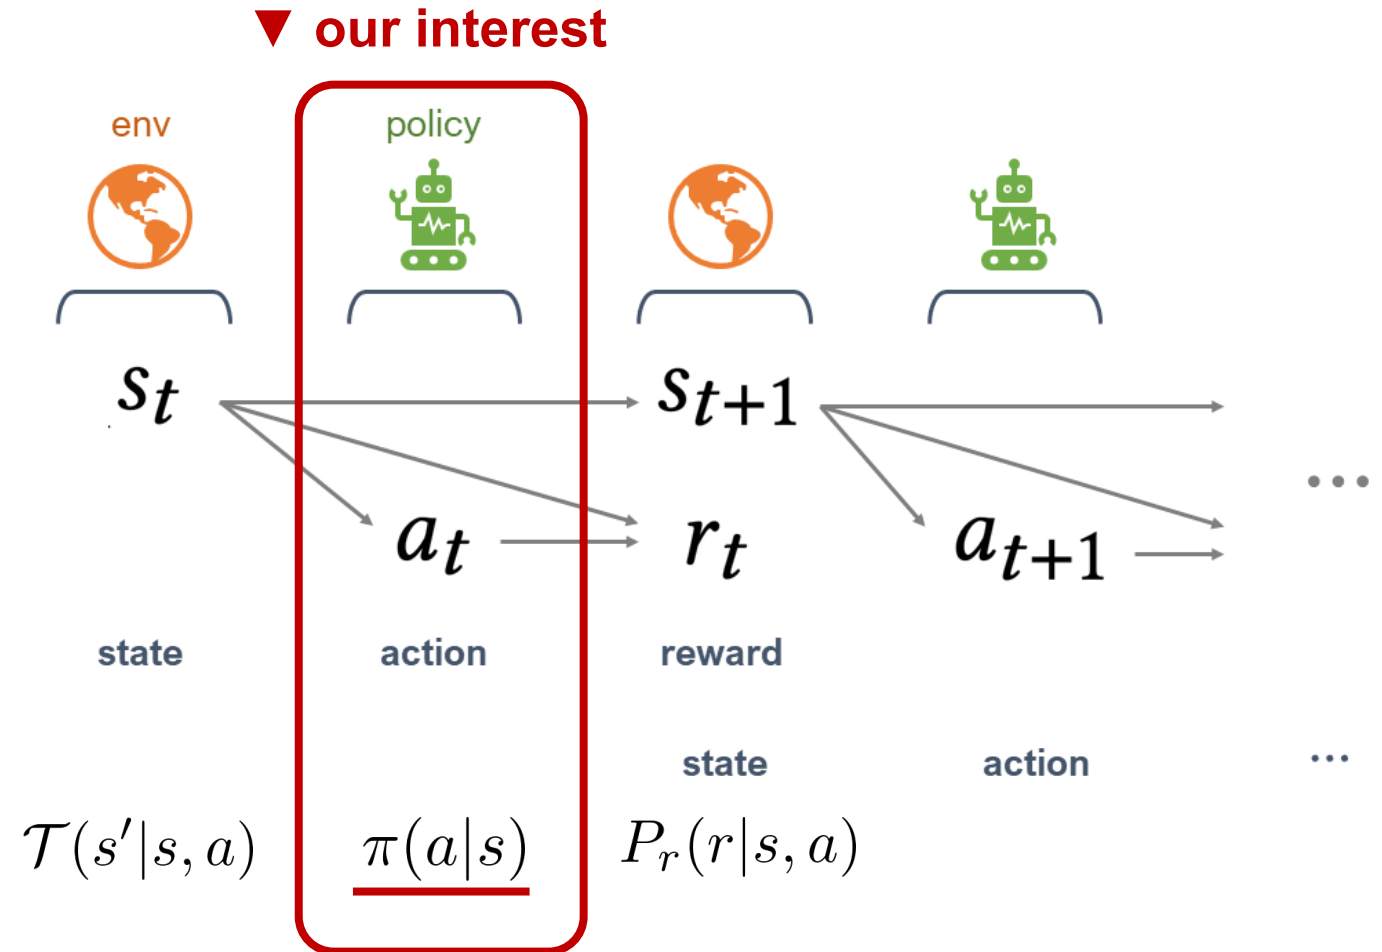 ▼ our interest
env policy
s_t s_{t+1} ...
a_t r_t a_{t+1}
state action reward
state action ...
𝒯(s′|s, a) π(a|s) P_r(r|s, a)